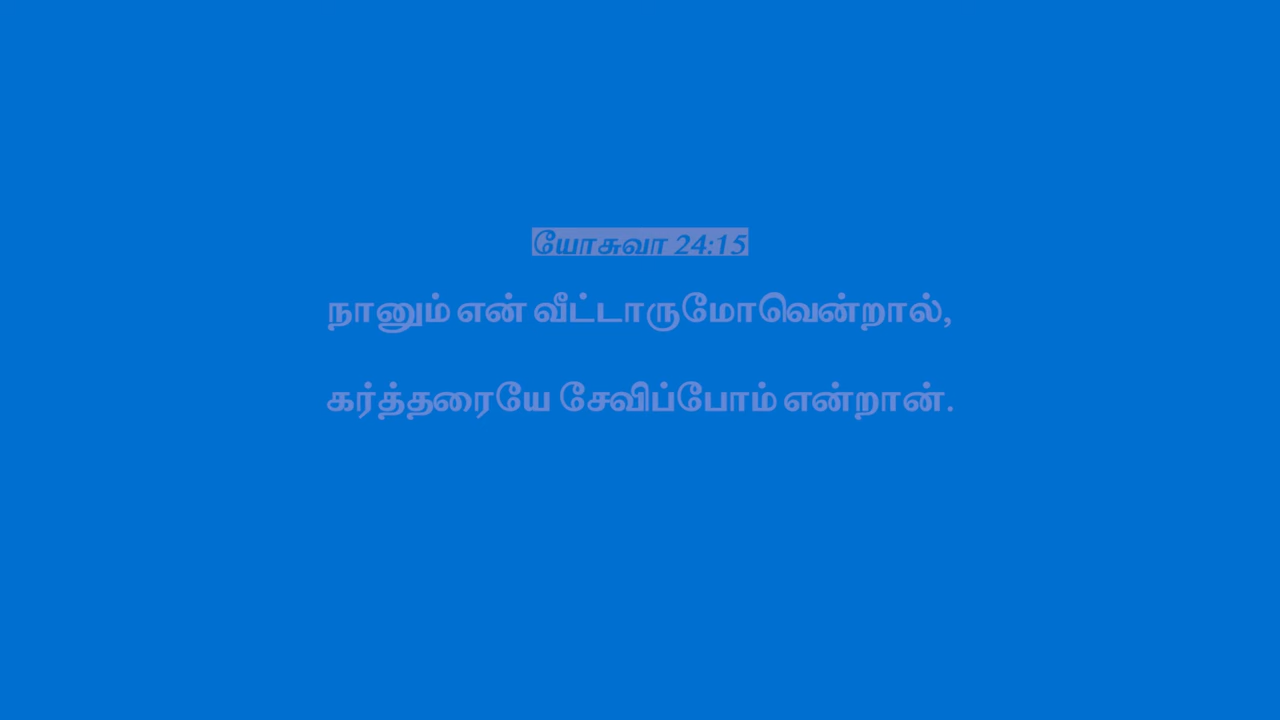 யோசுவா 24:15
நானும் என் வீட்டாருமோவென்றால்,
கர்த்தரையே சேவிப்போம் என்றான்.